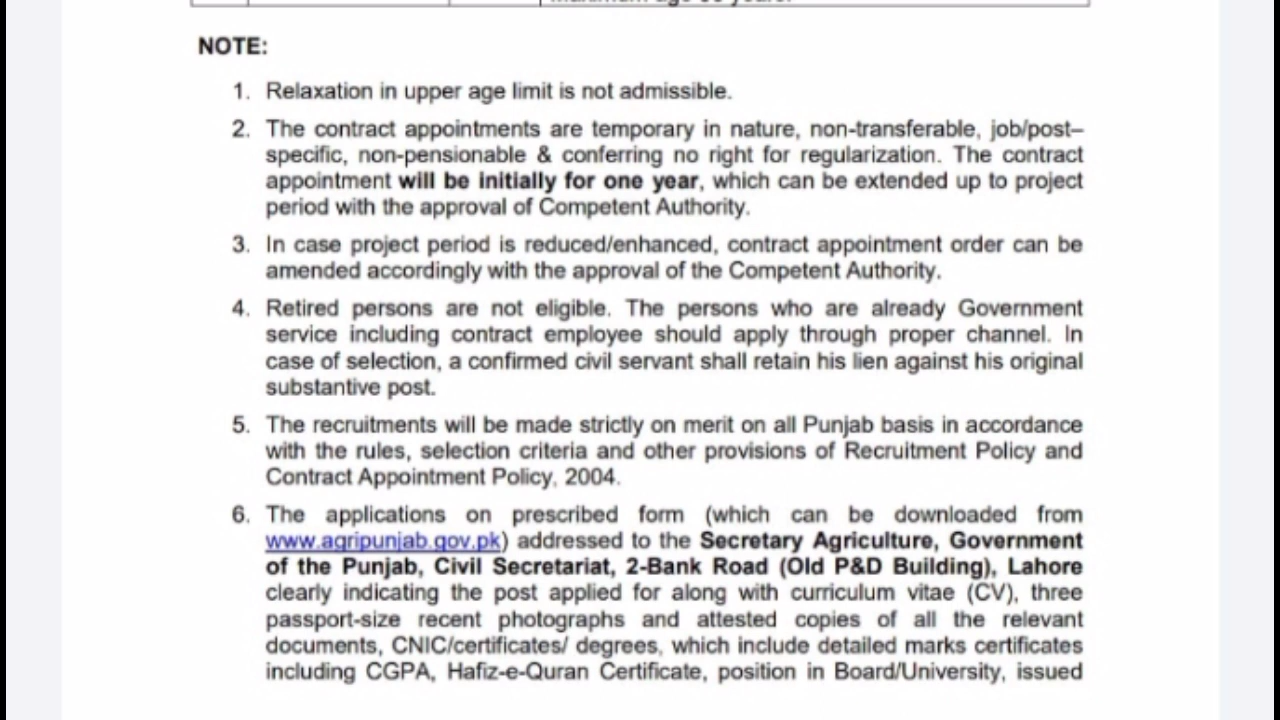 NOTE:
1. Relaxation in upper age limit is not admissible.
2. The contract appointments are temporary in nature, non-transferable, job/post–
specific, non-pensionable & conferring no right for regularization. The contract
appointment will be initially for one year, which can be extended up to project
period with the approval of Competent Authority.
3. In case project period is reduced/enhanced, contract appointment order can be
amended accordingly with the approval of the Competent Authority.
4. Retired persons are not eligible. The persons who are already Government
service including contract employee should apply through proper channel. In
case of selection, a confirmed civil servant shall retain his lien against his original
substantive post.
5. The recruitments will be made strictly on merit on all Punjab basis in accordance
with the rules, selection criteria and other provisions of Recruitment Policy and
Contract Appointment Policy, 2004.
6. The applications on prescribed form (which can be downloaded from
www.agripunjab.gov.pk) addressed to the Secretary Agriculture, Government
of the Punjab, Civil Secretariat, 2-Bank Road (Old P&D Building), Lahore
clearly indicating the post applied for along with curriculum vitae (CV), three
passport-size recent photographs and attested copies of all the relevant
documents, CNIC/certificates/ degrees, which include detailed marks certificates
including CGPA, Hafiz-e-Quran Certificate, position in Board/University, issued